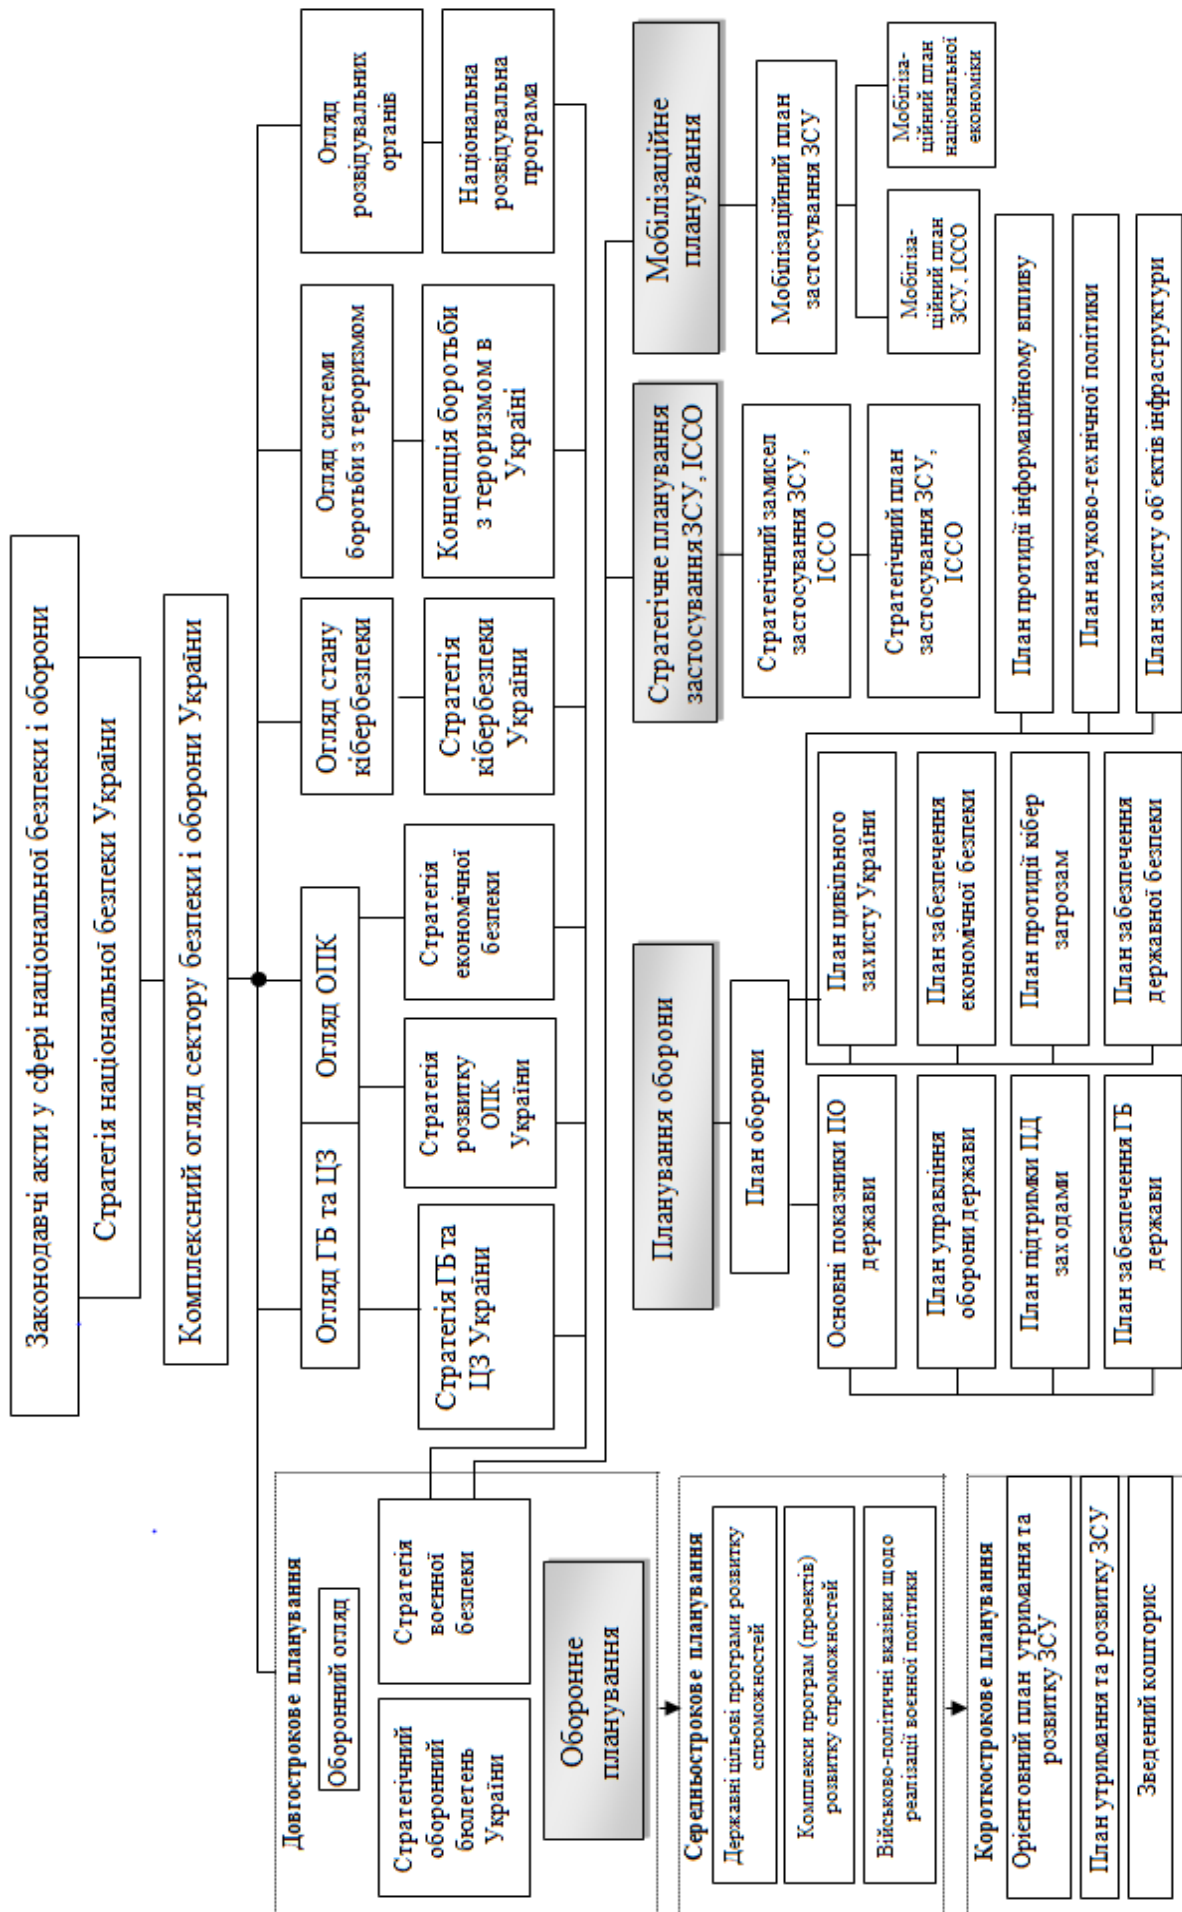 Законодавчі акти у сфері національної безпеки і оборони
Стратегія національної безпеки України
Комплексний огляд сектору безпеки і оборони України
Довгострокове планування
Оборонний огляд
Стратегічний
оборонний
бюлетень
України
Стратегія
воєнної
безпеки
Оборонне
планування
Огляд ГБ та ЦЗ
Огляд ОПК
Огляд стану
кібербезпеки
Огляд системи
боротьби з тероризмом
Огляд
розвідувальних
органів
Стратегія ГБ та
ЦЗ України
Стратегія
розвитку
ОПК
України
Стратегія
економічної
безпеки
Стратегія
кібербезпеки
України
Концепція боротьби
з тероризмом в
Україні
Національна
розвідувальна
програма
Середньострокове планування
Державні цільові програми розвитку
спроможностей
Комплекси програм (проектів)
розвитку спроможностей
Військово-політичні вказівки щодо
реалізації воєнної політики
Короткострокове планування
Орієнтовний план утримання та
розвитку ЗСУ
План утримання та розвитку ЗСУ
Зведений кошторис
Планування оборони
План оборони
Основні показники ПО
держави
План управління
оборони держави
План підтримки ПД
заходами
План забезпечення ГБ
держави
План цивільного
захисту України
План забезпечення
економічної безпеки
План протидії кібер
загрозам
План забезпечення
державної безпеки
План протидії інформаційному впливу
План науково-технічної політики
План захисту об’єктів інфраструктури
Стратегічне планування
застосування ЗСУ, ІССО
Стратегічний замисел
застосування ЗСУ,
ІССО
Стратегічний план
застосування ЗСУ,
ІССО
Мобілізаційне
планування
Мобілізаційний план
застосування ЗСУ
Мобіліза-
ційний план
ЗСУ, ІССО
Мобіліза-
ційний план
національної
економіки